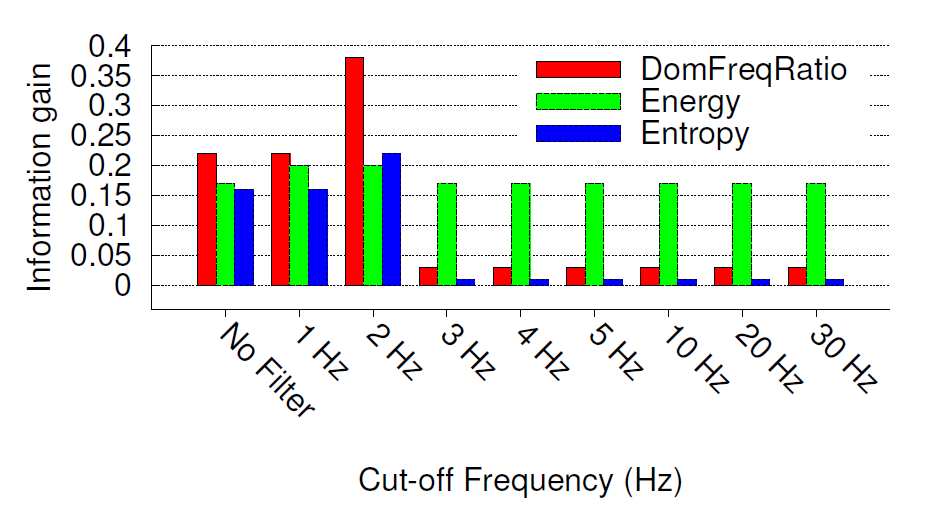 0.4
0.35
0.3
0.25
0.2
0.15
0.1
0.05
0
Information gain
DomFreqRatio
Energy
Entropy
No Filter
1 Hz
2 Hz
3 Hz
4 Hz
5 Hz
10 Hz
20 Hz
30 Hz
Cut-off Frequency (Hz)